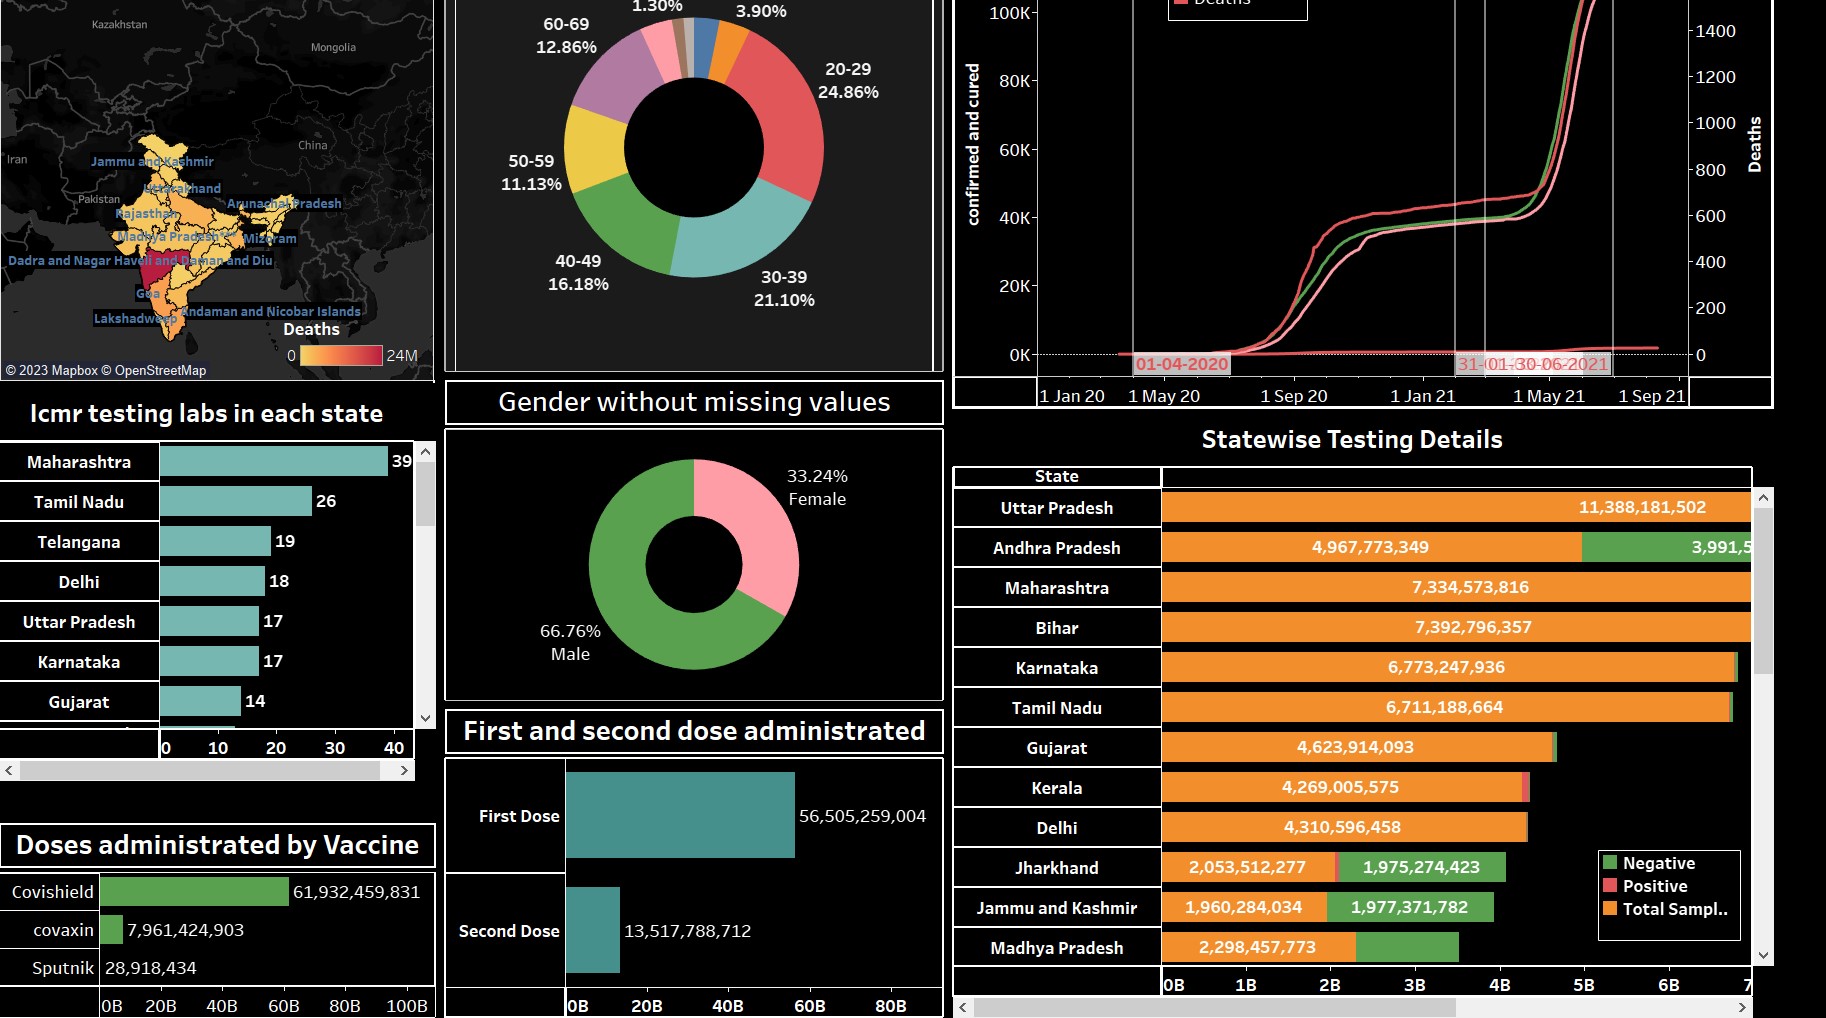 Kazakhstan
Mongolia
China
Iran
Pakistan
Jammu and Kashmir
Uttarakhand
Arunachal Pradesh
Rajasthan
Madhya Pradesh***
Mizoram
Dadra and Nagar Haveli and Daman and Diu
Goa
Lakshadweep
Andaman and Nicobar Islands
Deaths
0 24M
© 2023 Mapbox © OpenStreetMap
1.30%
3.90%
60-69
12.86%
20-29
24.86%
50-59
11.13%
40-49
16.18%
30-39
21.10%
Deaths
confirmed and cured
100K
80K
60K
40K
20K
0K
1400
1200
1000
800
600
400
200
0
Deaths
01-04-2020
1 Jan 20 1 May 20 1 Sep 20 1 Jan 21 1 May 21 1 Sep 21
Icmr testing labs in each state
Maharashtra 39
Tamil Nadu 26
Telangana 19
Delhi 18
Uttar Pradesh 17
Karnataka 17
Gujarat 14
0 10 20 30 40
Gender without missing values
33.24%
Female
66.76%
Male
First and second dose administrated
First Dose 56,505,259,004
Second Dose 13,517,788,712
0B 20B 40B 60B 80B
Doses administrated by Vaccine
Covishield 61,932,459,831
covaxin 7,961,424,903
Sputnik 28,918,434
0B 20B 40B 60B 80B 100B
Statewise Testing Details
State
Uttar Pradesh 11,388,181,502
Andhra Pradesh 4,967,773,349 3,991,5
Maharashtra 7,334,573,816
Bihar 7,392,796,357
Karnataka 6,773,247,936
Tamil Nadu 6,711,188,664
Gujarat 4,623,914,093
Kerala 4,269,005,575
Delhi 4,310,596,458
Jharkhand 2,053,512,277 1,975,274,423
Jammu and Kashmir 1,960,284,034 1,977,371,782
Madhya Pradesh 2,298,457,773
Negative
Positive
Total Sampl..
0B 1B 2B 3B 4B 5B 6B 7